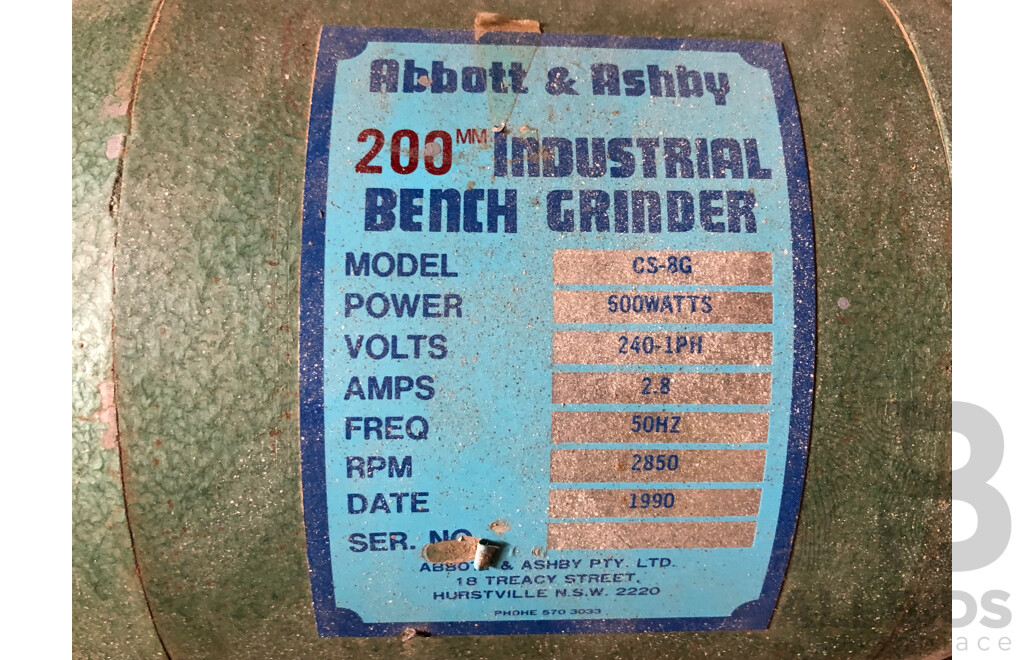 Abbott & Ashby
200MM INDUSTRIAL
BENCH GRINDER
MODEL CS-8G
POWER 500WATTS
VOLTS 240-1PH
AMPS 2.8
FREQ 50HZ
RPM 2850
DATE 1990
SER. NO.
ABBOTT & ASHBY PTY. LTD.
18 TREACY STREET,
HURSTVILLE N.S.W. 2220
PHONE 570 3033